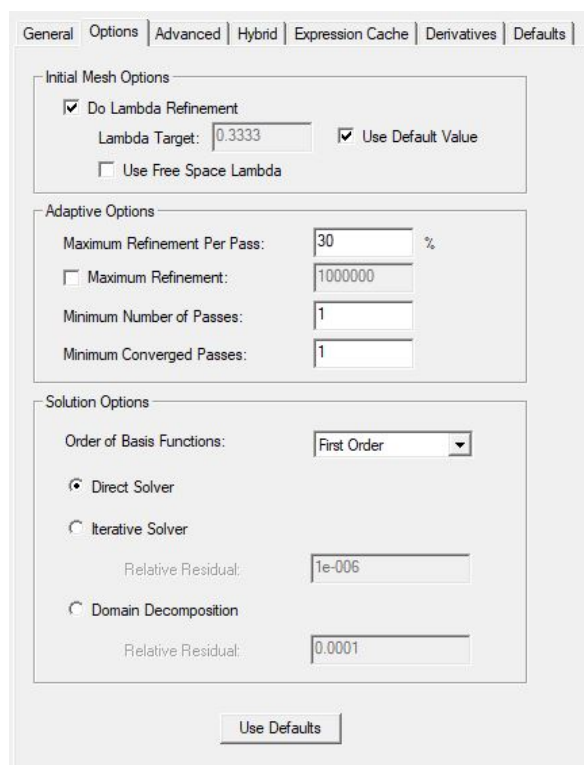 General Options Advanced Hybrid Expression Cache Derivatives Defaults
Initial Mesh Options
Do Lambda Refinement
Lambda Target: 0.3333 Use Default Value
Use Free Space Lambda
Adaptive Options
Maximum Refinement Per Pass: 30 %
Maximum Refinement: 1000000
Minimum Number of Passes: 1
Minimum Converged Passes: 1
Solution Options
Order of Basis Functions: First Order
Direct Solver
Iterative Solver
Relative Residual: 1e-006
Domain Decomposition
Relative Residual: 0.0001
Use Defaults